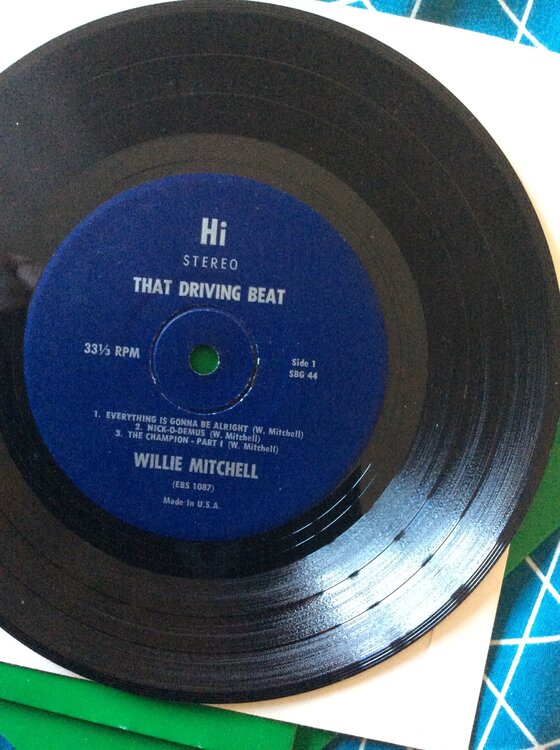 Hi
STEREO
THAT DRIVING BEAT
33⅓ RPM
Side 1
SBG 44
1. EVERYTHING IS GONNA BE ALRIGHT (W. Mitchell)
2. NICK-O-DEMUS (W. Mitchell)
3. THE CHAMPION - PART I (W. Mitchell)
WILLIE MITCHELL
(EBS 1087)
Made In U.S.A.